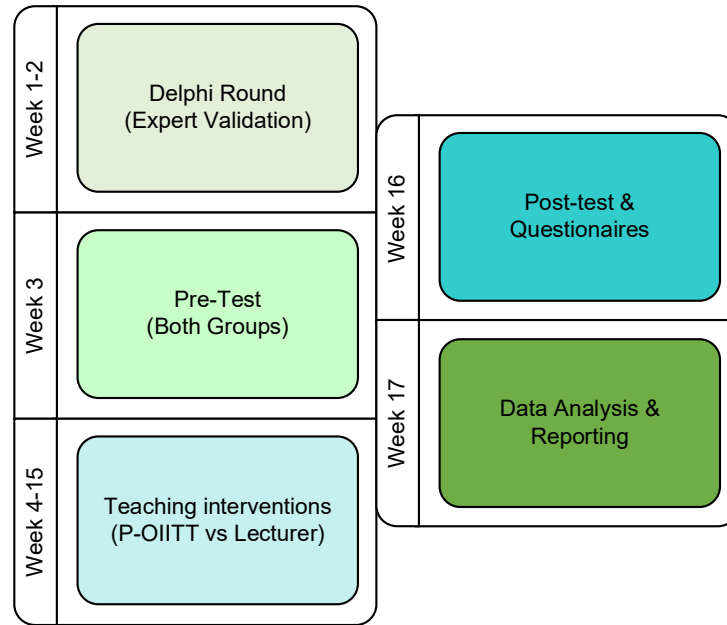 Week 1-2
Delphi Round
(Expert Validation)
Week 3
Pre-Test
(Both Groups)
Week 4-15
Teaching interventions
(P-OIITT vs Lecturer)
Week 16
Post-test &
Questionaires
Week 17
Data Analysis &
Reporting